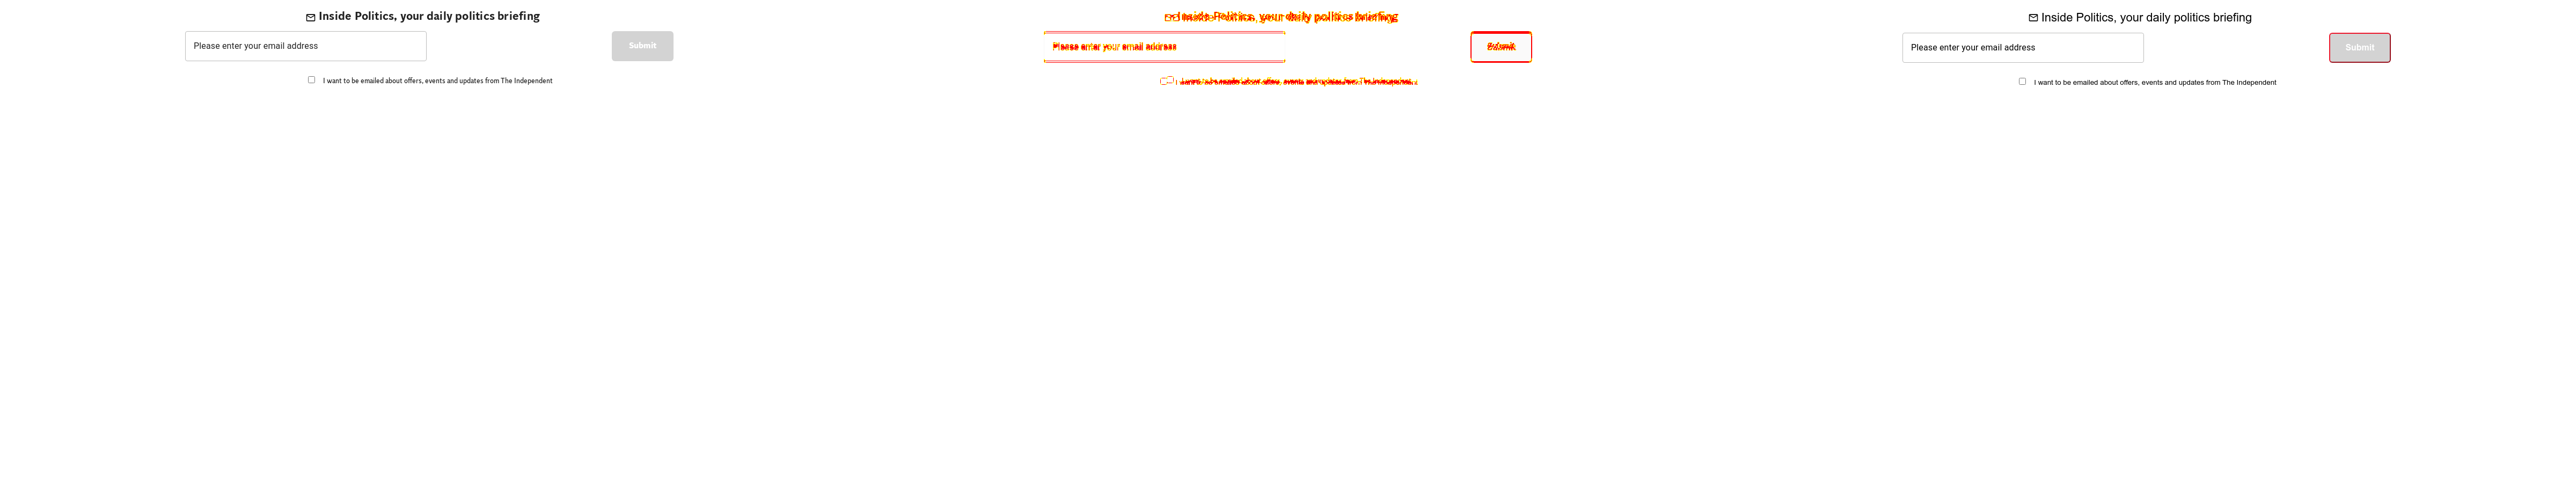 Inside Politics, your daily politics briefing
Please enter your email address
Submit
I want to be emailed about offers, events and updates from The Independent
Inside Politics, your daily politics briefing
Please enter your email address
Submit
I want to be emailed about offers, events and updates from The Independent
Inside Politics, your daily politics briefing
Please enter your email address
Submit
I want to be emailed about offers, events and updates from The Independent